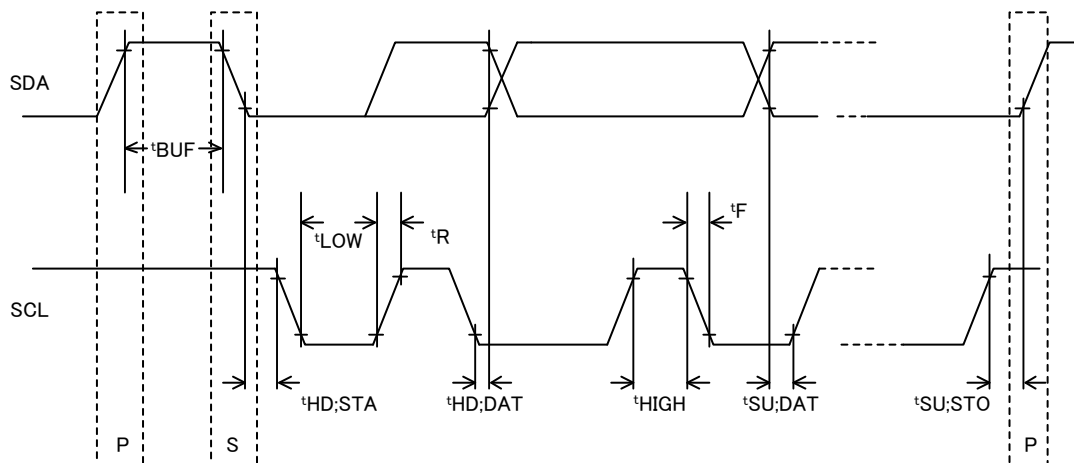 SDA
tBUF
tLOW
tR
tF
SCL
tHD;STA
tHD;DAT
tHIGH
tSU;DAT
tSU;STO
P
S
P